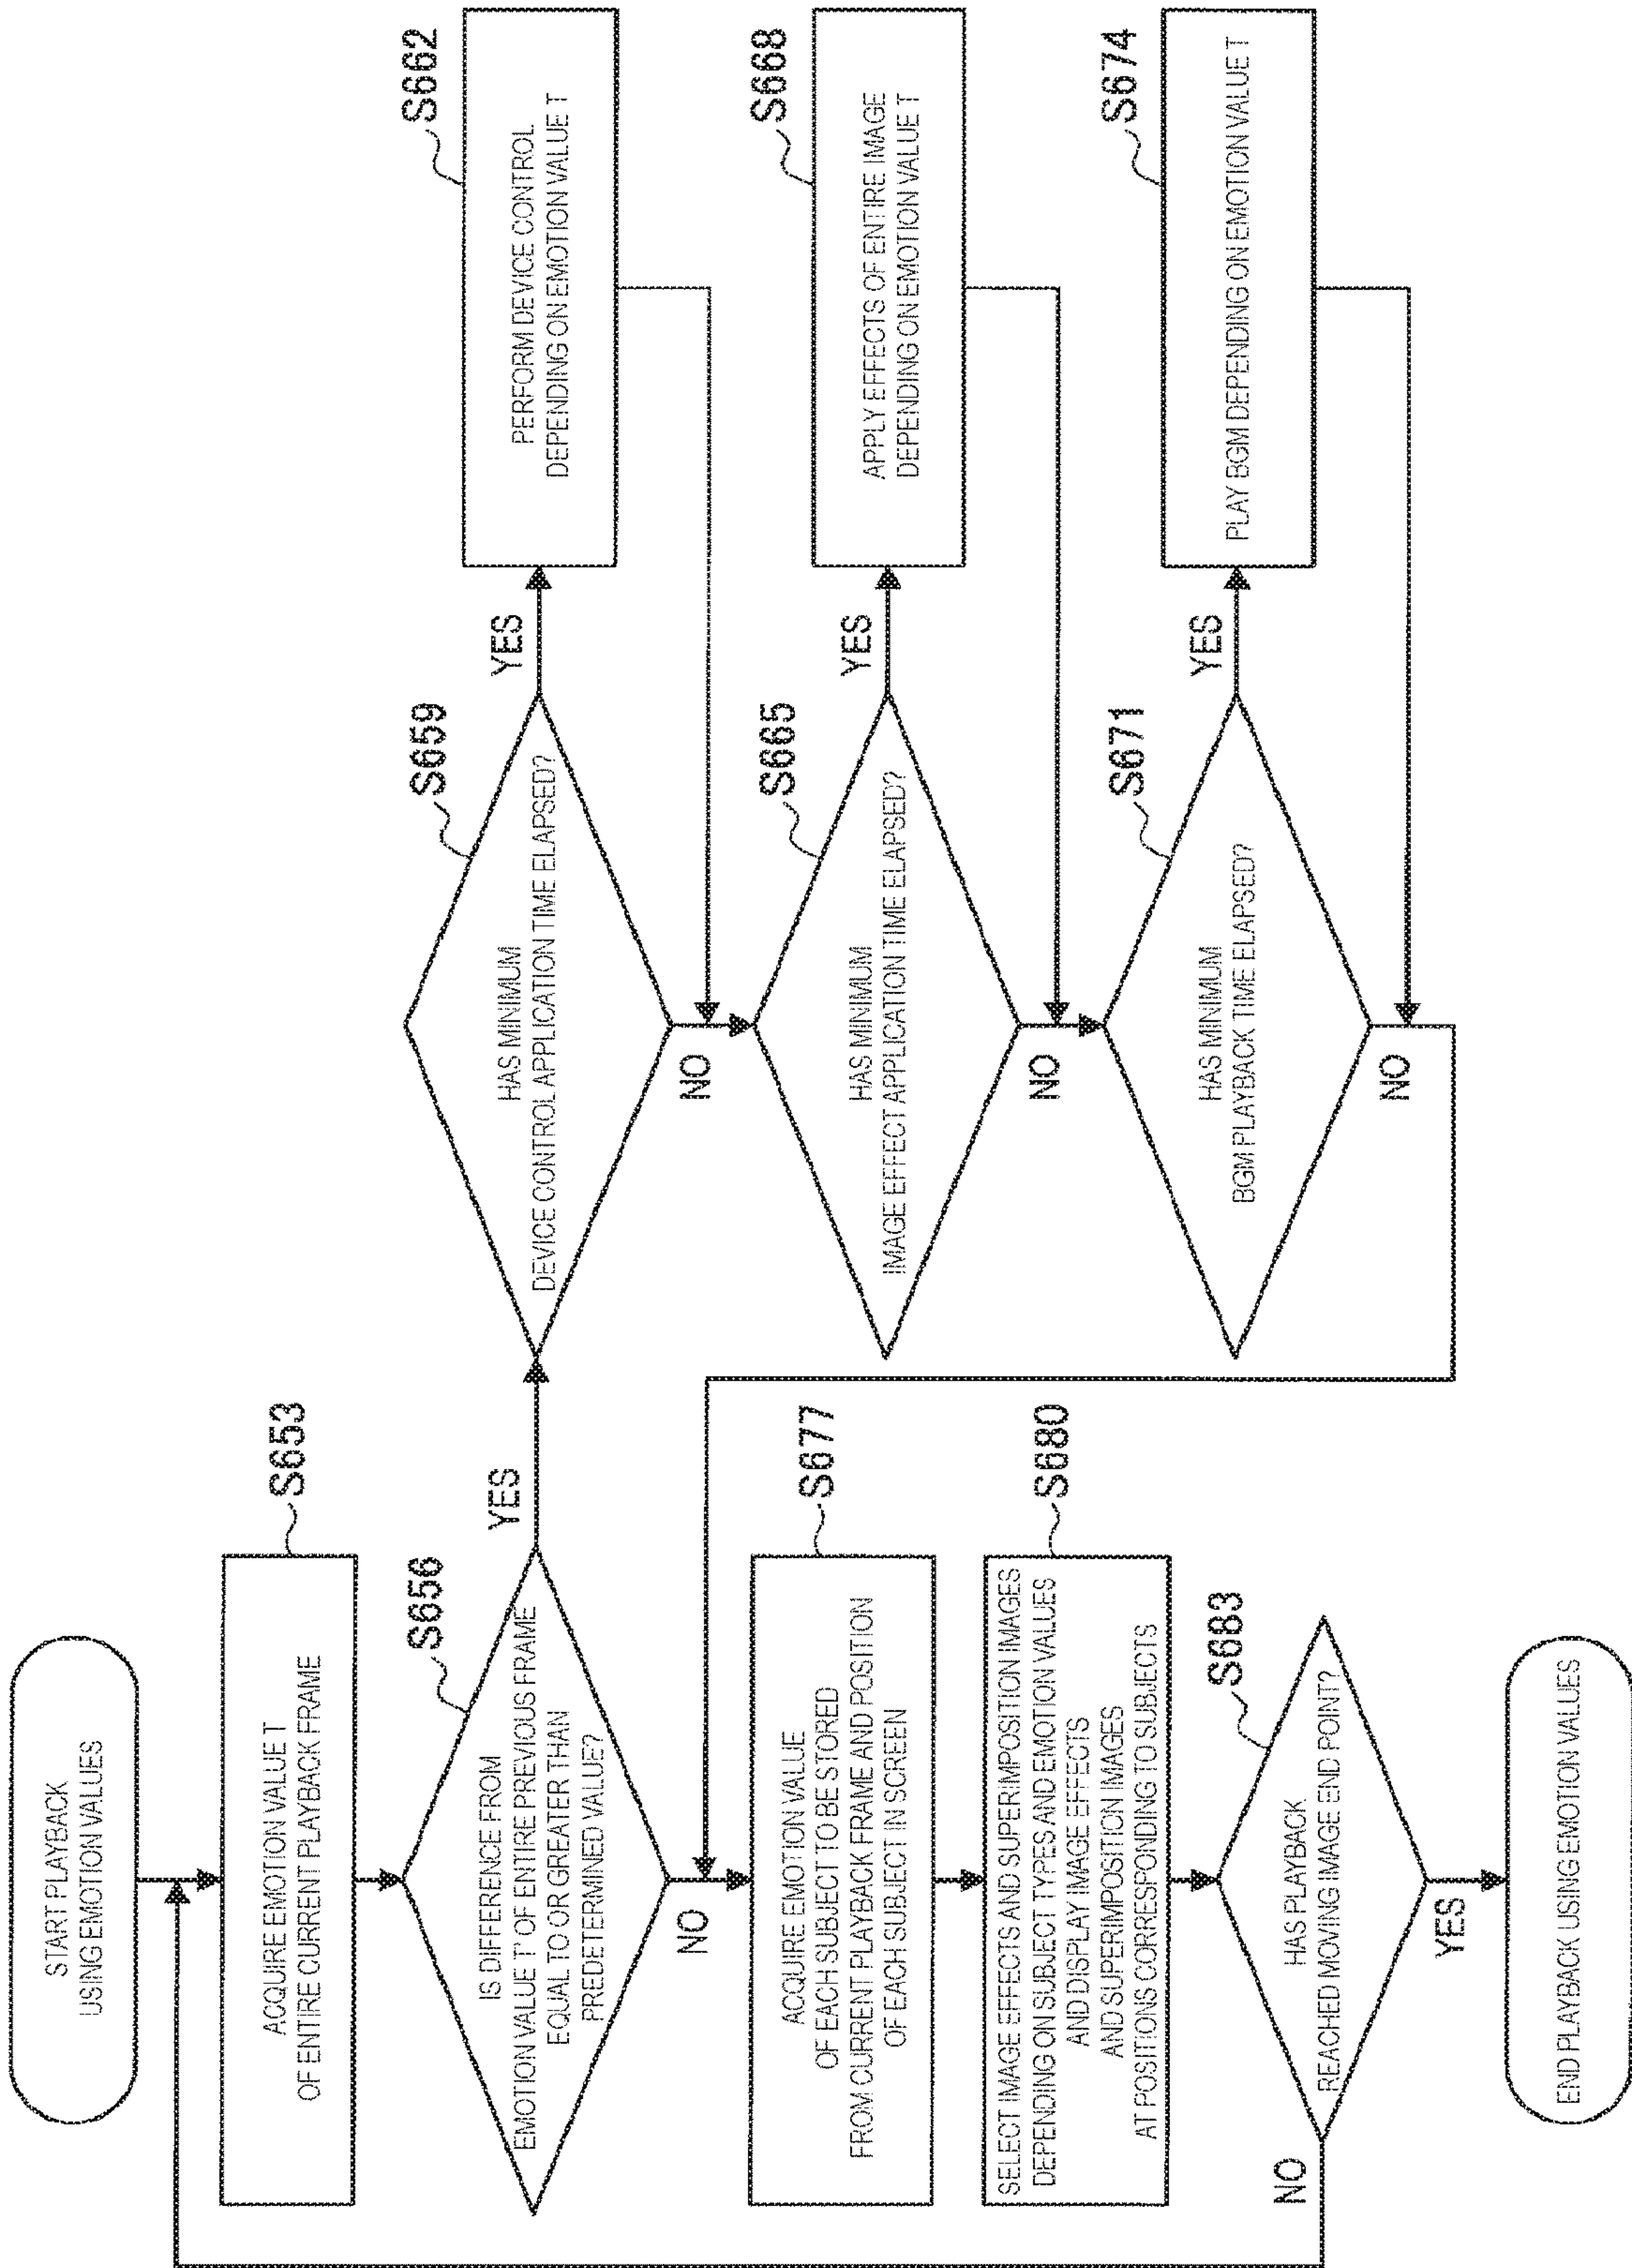 START PLAYBACK
USING EMOTION VALUES
S653
ACQUIRE EMOTION VALUE T
OF ENTIRE CURRENT PLAYBACK FRAME
S656
IS DIFFERENCE FROM
EMOTION VALUE T' OF ENTIRE PREVIOUS FRAME
EQUAL TO OR GREATER THAN
PREDETERMINED VALUE?
YES
NO
S659
HAS MINIMUM
DEVICE CONTROL APPLICATION TIME ELAPSED?
YES
NO
S662
PERFORM DEVICE CONTROL
DEPENDING ON EMOTION VALUE T
S665
HAS MINIMUM
IMAGE EFFECT APPLICATION TIME ELAPSED?
YES
NO
S668
APPLY EFFECTS OF ENTIRE IMAGE
DEPENDING ON EMOTION VALUE T
S671
HAS MINIMUM
BGM PLAYBACK TIME ELAPSED?
YES
NO
S674
PLAY BGM DEPENDING ON EMOTION VALUE T
S677
ACQUIRE EMOTION VALUE
OF EACH SUBJECT TO BE STORED
FROM CURRENT PLAYBACK FRAME AND POSITION
OF EACH SUBJECT IN SCREEN
S680
SELECT IMAGE EFFECTS AND SUPERIMPOSITION IMAGES
DEPENDING ON SUBJECT TYPES AND EMOTION VALUES
AND DISPLAY IMAGE EFFECTS
AND SUPERIMPOSITION IMAGES
AT POSITIONS CORRESPONDING TO SUBJECTS
S683
HAS PLAYBACK
REACHED MOVING IMAGE END POINT?
NO
YES
END PLAYBACK USING EMOTION VALUES